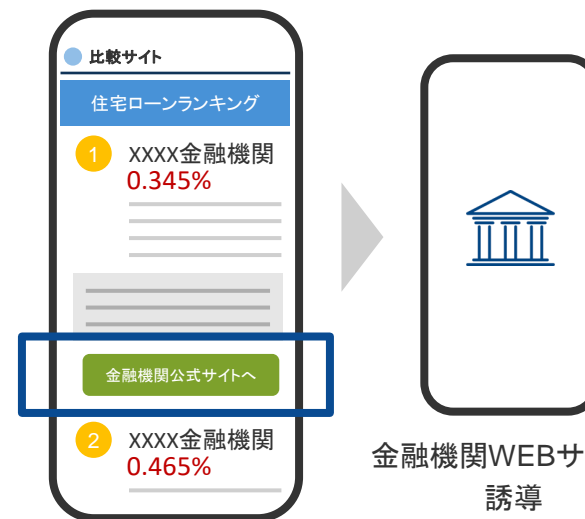 比較サイト
住宅ローンランキング
1
XXXX金融機関
0.345%
金融機関公式サイトへ
2
XXXX金融機関
0.465%
金融機関WEBサ
誘導